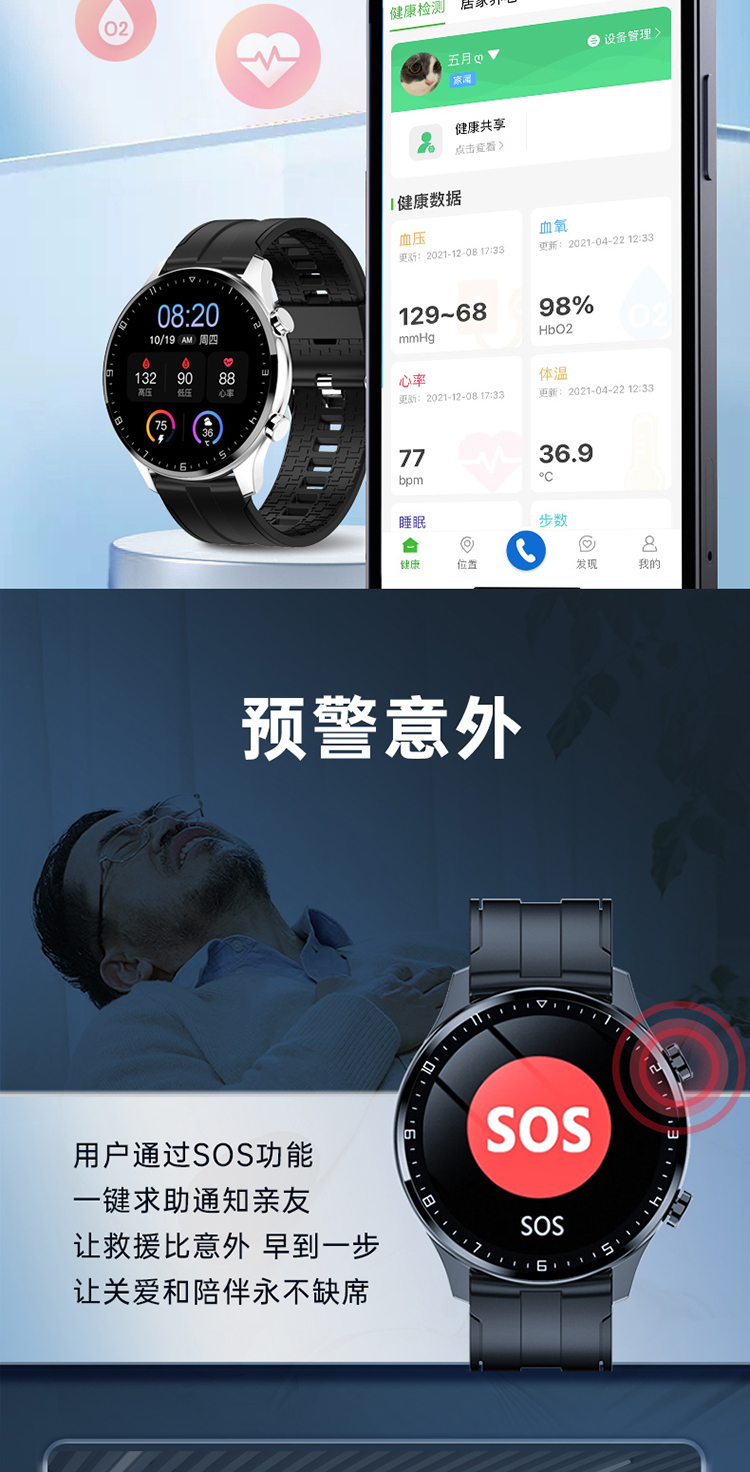 O2
健康检测 居家养老
五月ღ
家属
设备管理
健康共享
点击查看
健康数据
血压
更新: 2021-12-08 17:33
129~68
mmHg
血氧
更新: 2021-04-22 12:33
98%
HbO2
O2
心率
更新: 2021-12-08 17:33
77
bpm
体温
更新: 2021-04-22 12:33
36.9
°C
睡眠
步数
健康
位置
发现
我的
08:20
10/19 AM 周四
132
高压
90
低压
88
心率
75
36
预警意外
SOS
SOS
用户通过SOS功能
一键求助通知亲友
让救援比意外 早到一步
让关爱和陪伴永不缺席